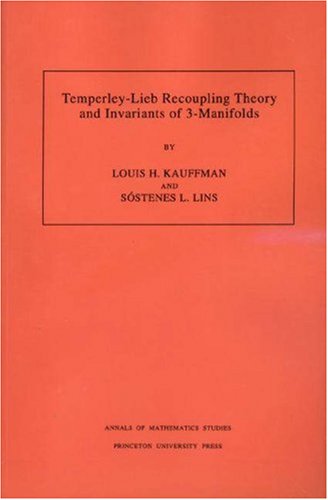 Temperley-Lieb Recoupling Theory
and Invariants of 3-Manifolds
BY
LOUIS H. KAUFFMAN
AND
SÓSTENES L. LINS
ANNALS OF MATHEMATICS STUDIES
PRINCETON UNIVERSITY PRESS